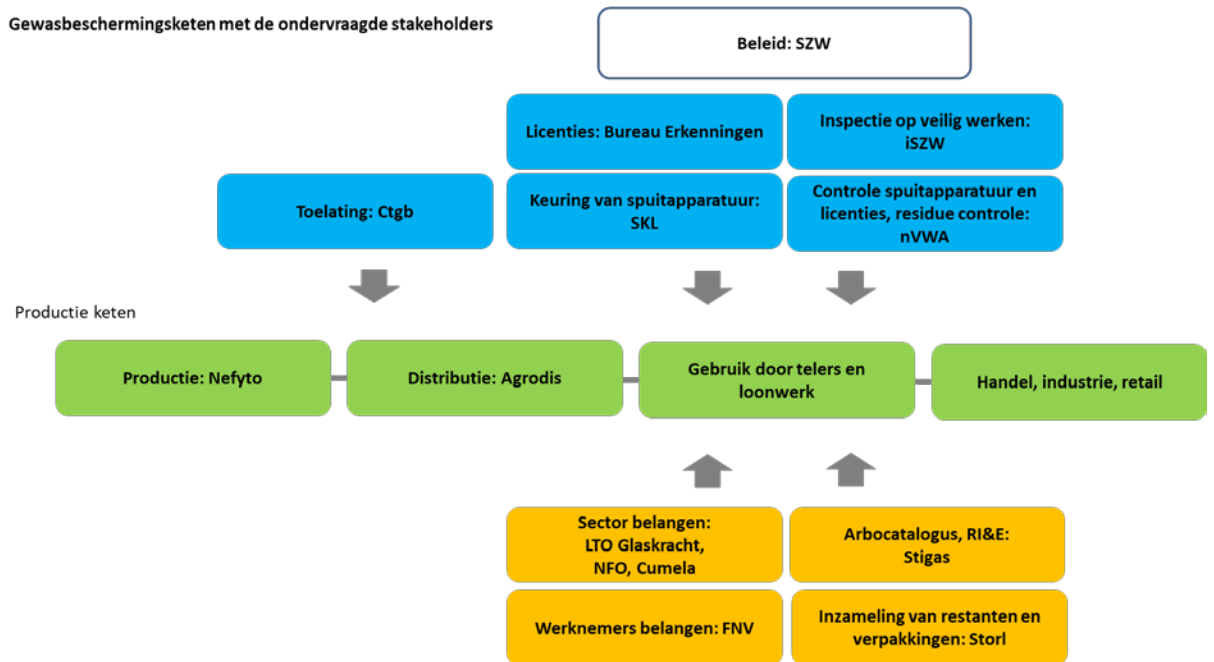 Gewasbeschermingsketen met de ondervraagde stakeholders
Beleid: SZW
Licenties: Bureau Erkenningen
Inspectie op veilig werken:
iSZW
Toelating: Ctgb
Keuring van spuitapparatuur:
SKL
Controle spuitapparatuur en
licenties, residue controle:
nVWA
Productie keten
Productie: Nefyto
Distributie: Agrodis
Gebruik door telers en
loonwerk
Handel, industrie, retail
Sector belangen:
LTO Glaskracht,
NFO, Cumela
Arbocatalogus, RI&E:
Stigas
Werknemers belangen: FNV
Inzameling van restanten en
verpakkingen: Storl